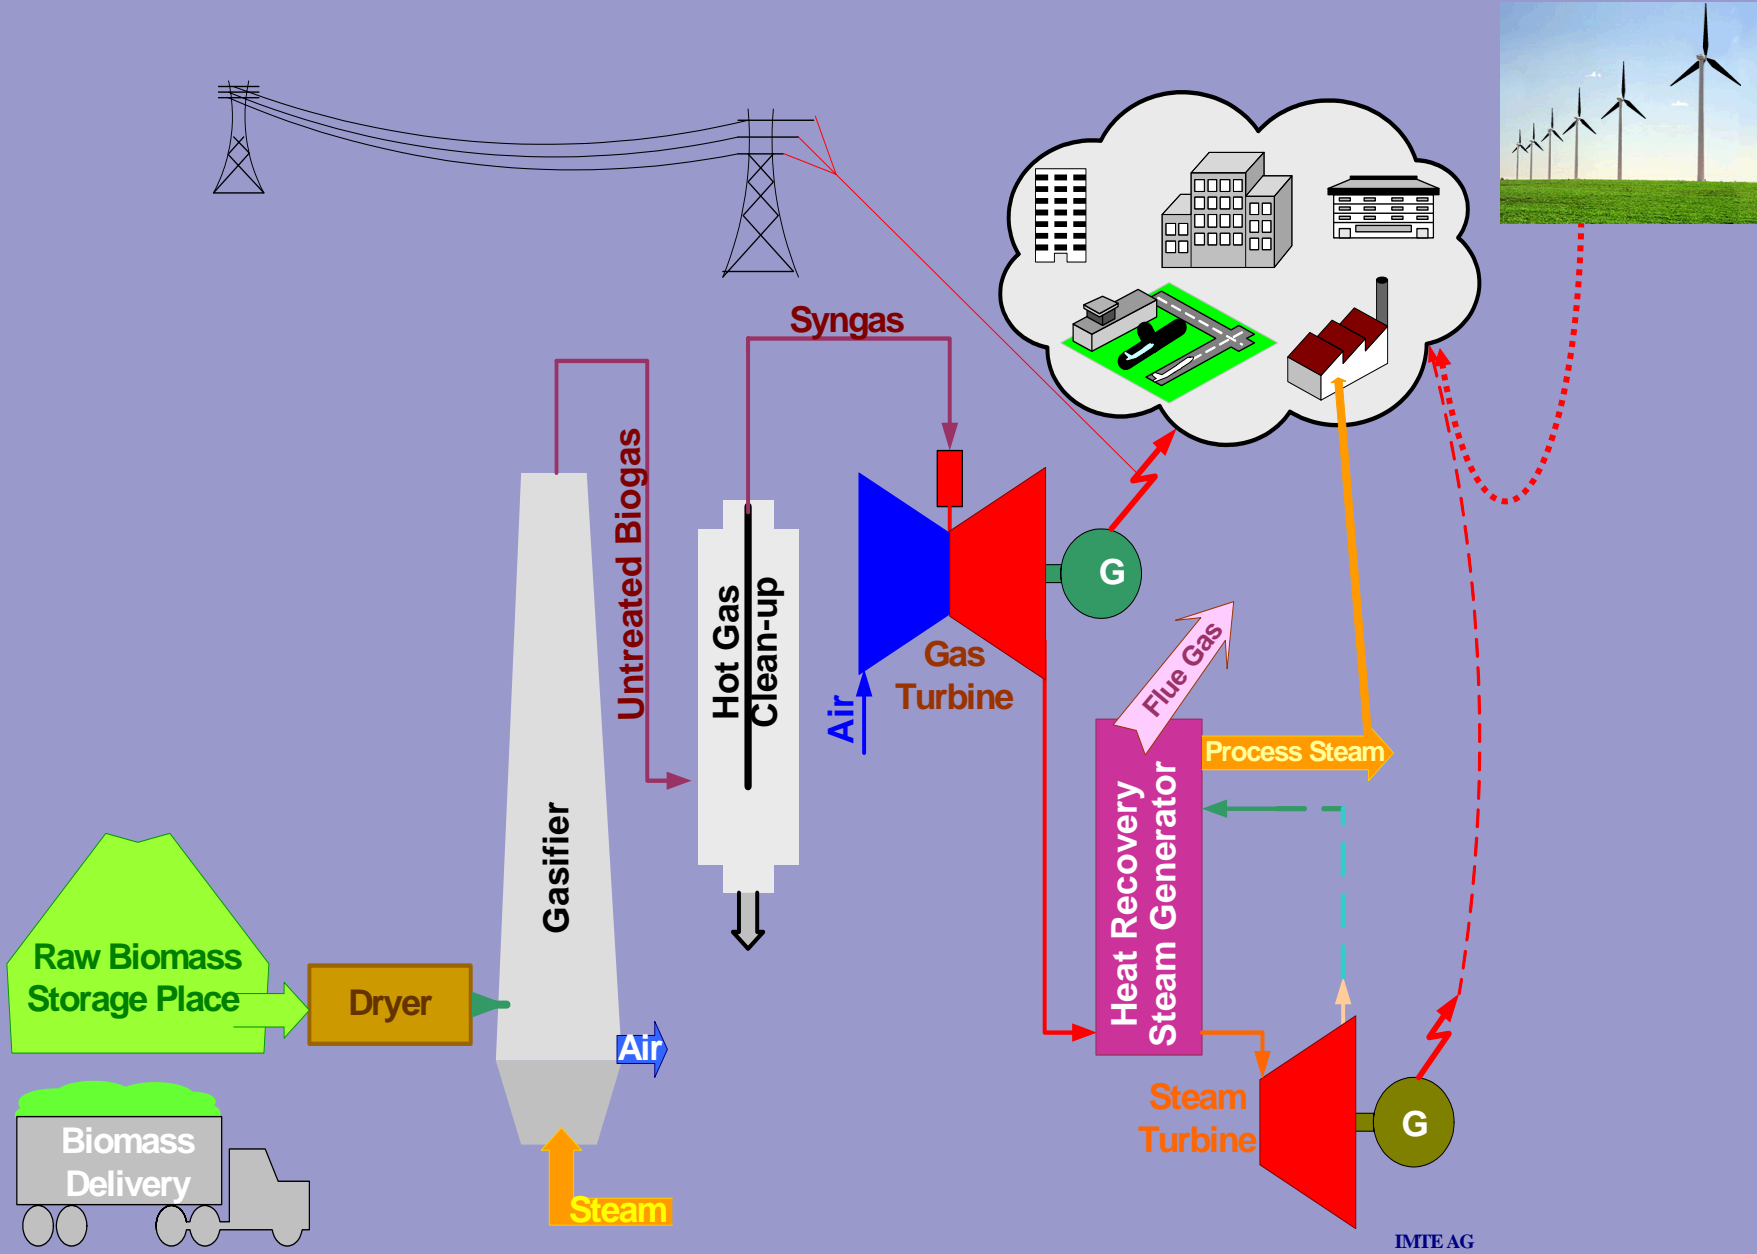 Syngas
Untreated Biogas
Hot Gas
Clean-up
Gas
Turbine
Air
G
Flue Gas
Process Steam
Heat Recovery
Steam Generator
Gasifier
Raw Biomass
Storage Place
Dryer
Air
Steam
Turbine
G
Biomass
Delivery
Steam
IMTE AG